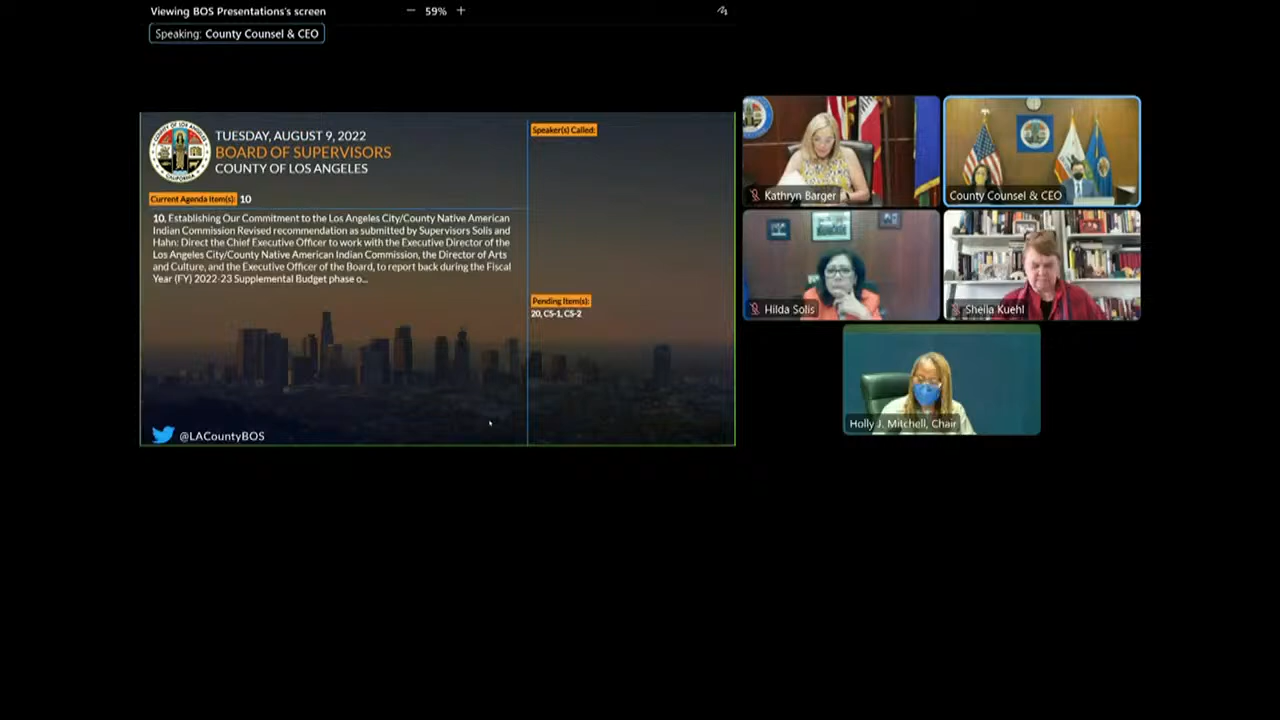 Viewing BOS Presentations's screen
59%
Speaking: County Counsel & CEO
TUESDAY, AUGUST 9, 2022
BOARD OF SUPERVISORS
COUNTY OF LOS ANGELES
Current Agenda Item(s): 10
10. Establishing Our Commitment to the Los Angeles City/County Native American
Indian Commission Revised recommendation as submitted by Supervisors Solis and
Hahn: Direct the Chief Executive Officer to work with the Executive Director of the
Los Angeles City/County Native American Indian Commission, the Director of Arts
and Culture, and the Executive Officer of the Board, to report back during the Fiscal
Year (FY) 2022-23 Supplemental Budget phase o...
Speaker(s) Called:
Pending Item(s):
20, CS-1, CS-2
@LACountyBOS
Kathryn Barger
County Counsel & CEO
Hilda Solis
Sheila Kuehl
Holly J. Mitchell, Chair